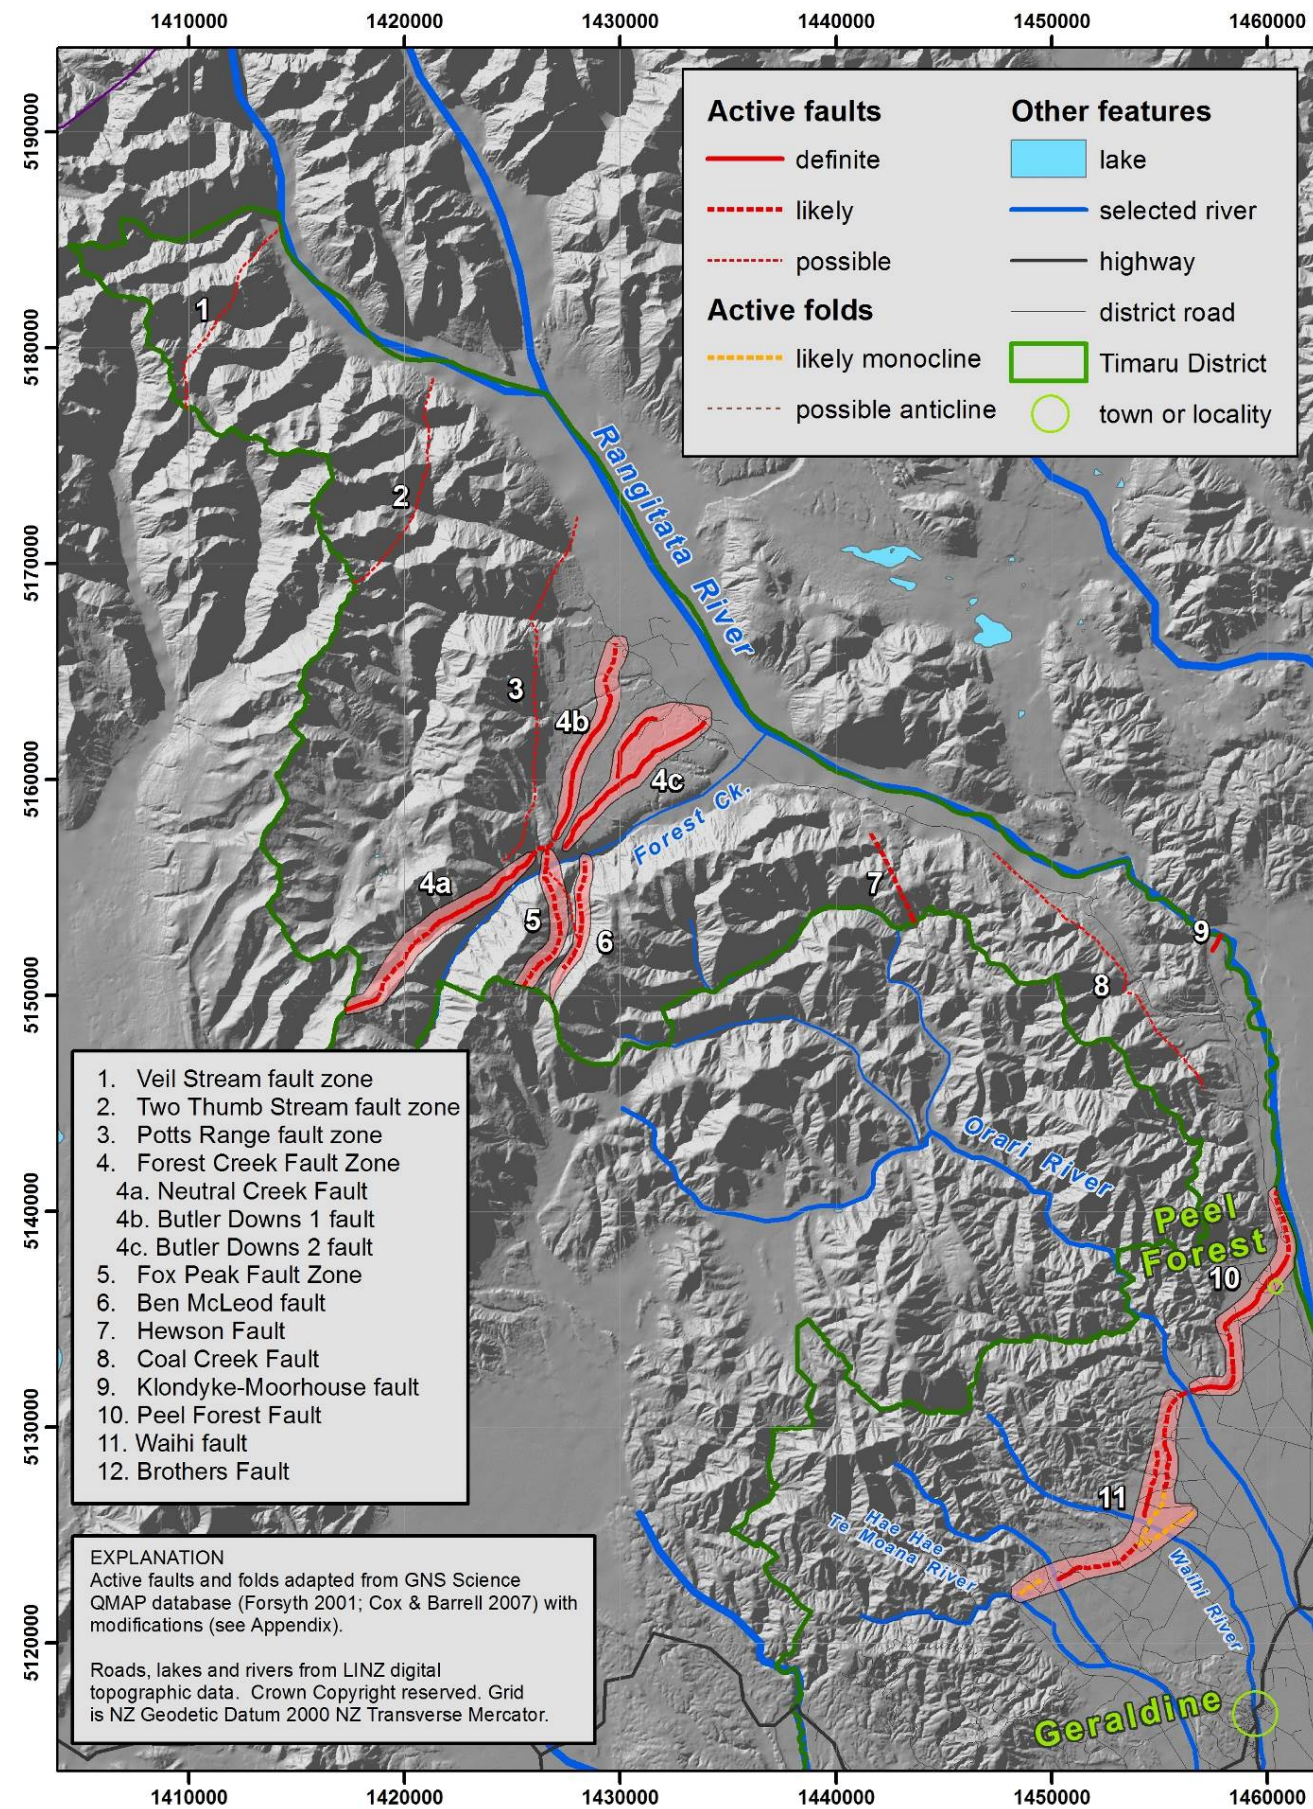 1410000 1420000 1430000 1440000 1450000 1460000
5190000
5180000
5170000
5160000
5150000
5140000
5130000
5120000
Active faults
definite
likely
possible
Active folds
likely monocline
possible anticline
Other features
lake
selected river
highway
district road
Timaru District
town or locality
1
2
Rangitata River
3
4b
4c
Forest Ck.
4a
5
6
7
8
9
Orari River
Peel
Forest
10
11
Hae Hae
Te Moana River
Waihi River
Geraldine
1. Veil Stream fault zone
2. Two Thumb Stream fault zone
3. Potts Range fault zone
4. Forest Creek Fault Zone
4a. Neutral Creek Fault
4b. Butler Downs 1 fault
4c. Butler Downs 2 fault
5. Fox Peak Fault Zone
6. Ben McLeod fault
7. Hewson Fault
8. Coal Creek Fault
9. Klondyke-Moorhouse fault
10. Peel Forest Fault
11. Waihi fault
12. Brothers Fault
EXPLANATION
Active faults and folds adapted from GNS Science
QMAP database (Forsyth 2001; Cox & Barrell 2007) with
modifications (see Appendix).
Roads, lakes and rivers from LINZ digital
topographic data. Crown Copyright reserved. Grid
is NZ Geodetic Datum 2000 NZ Transverse Mercator.
1410000 1420000 1430000 1440000 1450000 1460000